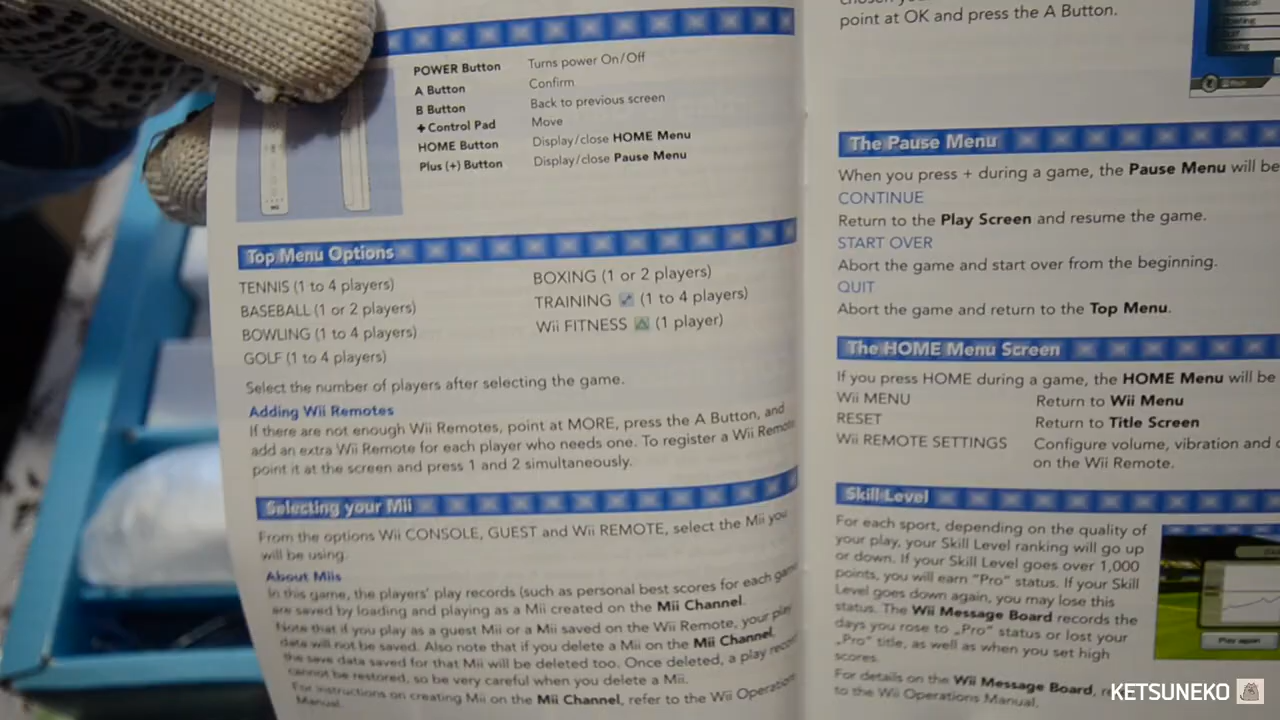 POWER Button Turns power On/Off
A Button Confirm
B Button Back to previous screen
+Control Pad Move
HOME Button Display/close HOME Menu
Plus (+) Button Display/close Pause Menu
Top Menu Options
TENNIS (1 to 4 players)
BASEBALL (1 or 2 players)
BOWLING (1 to 4 players)
GOLF (1 to 4 players)
BOXING (1 or 2 players)
TRAINING (1 to 4 players)
Wii FITNESS (1 player)
Select the number of players after selecting the game.
Adding Wii Remotes
If there are not enough Wii Remotes, point at MORE, press the A Button, and
add an extra Wii Remote for each player who needs one. To register a Wii Remote
point it at the screen and press 1 and 2 simultaneously.
Selecting your Mii
From the options Wii CONSOLE, GUEST and Wii REMOTE, select the Mii you
will be using.
About Miis
In this game, the players' play records (such as personal best scores for each game
are saved by loading and playing as a Mii created on the Mii Channel.
Note that if you play as a guest Mii or a Mii saved on the Wii Remote, your play
data will not be saved. Also note that if you delete a Mii on the Mii Channel,
the save data saved for that Mii will be deleted too. Once deleted, a play
cannot be restored, so be very careful when you delete a Mii.
For instructions on creating Mii on the Mii Channel, refer to the Wii Operations
Manual.
point at OK and press the A Button.
The Pause Menu
When you press + during a game, the Pause Menu will be
CONTINUE
Return to the Play Screen and resume the game.
START OVER
Abort the game and start over from the beginning.
QUIT
Abort the game and return to the Top Menu.
The HOME Menu Screen
If you press HOME during a game, the HOME Menu will be
Wii MENU Return to Wii Menu
RESET Return to Title Screen
Wii REMOTE SETTINGS Configure volume, vibration and
on the Wii Remote.
Skill Level
For each sport, depending on the quality of
your play, your Skill Level ranking will go up
or down. If your Skill Level goes over 1,000
points, you will earn "Pro" status. If your Skill
Level goes down again, you may lose this
status. The Wii Message Board records the
days you rose to „Pro" status or lost your
„Pro" title, as well as when you set high
scores.
For details on the Wii Message Board,
to the Wii Operations Manual.
Play again
KETSUNEKO